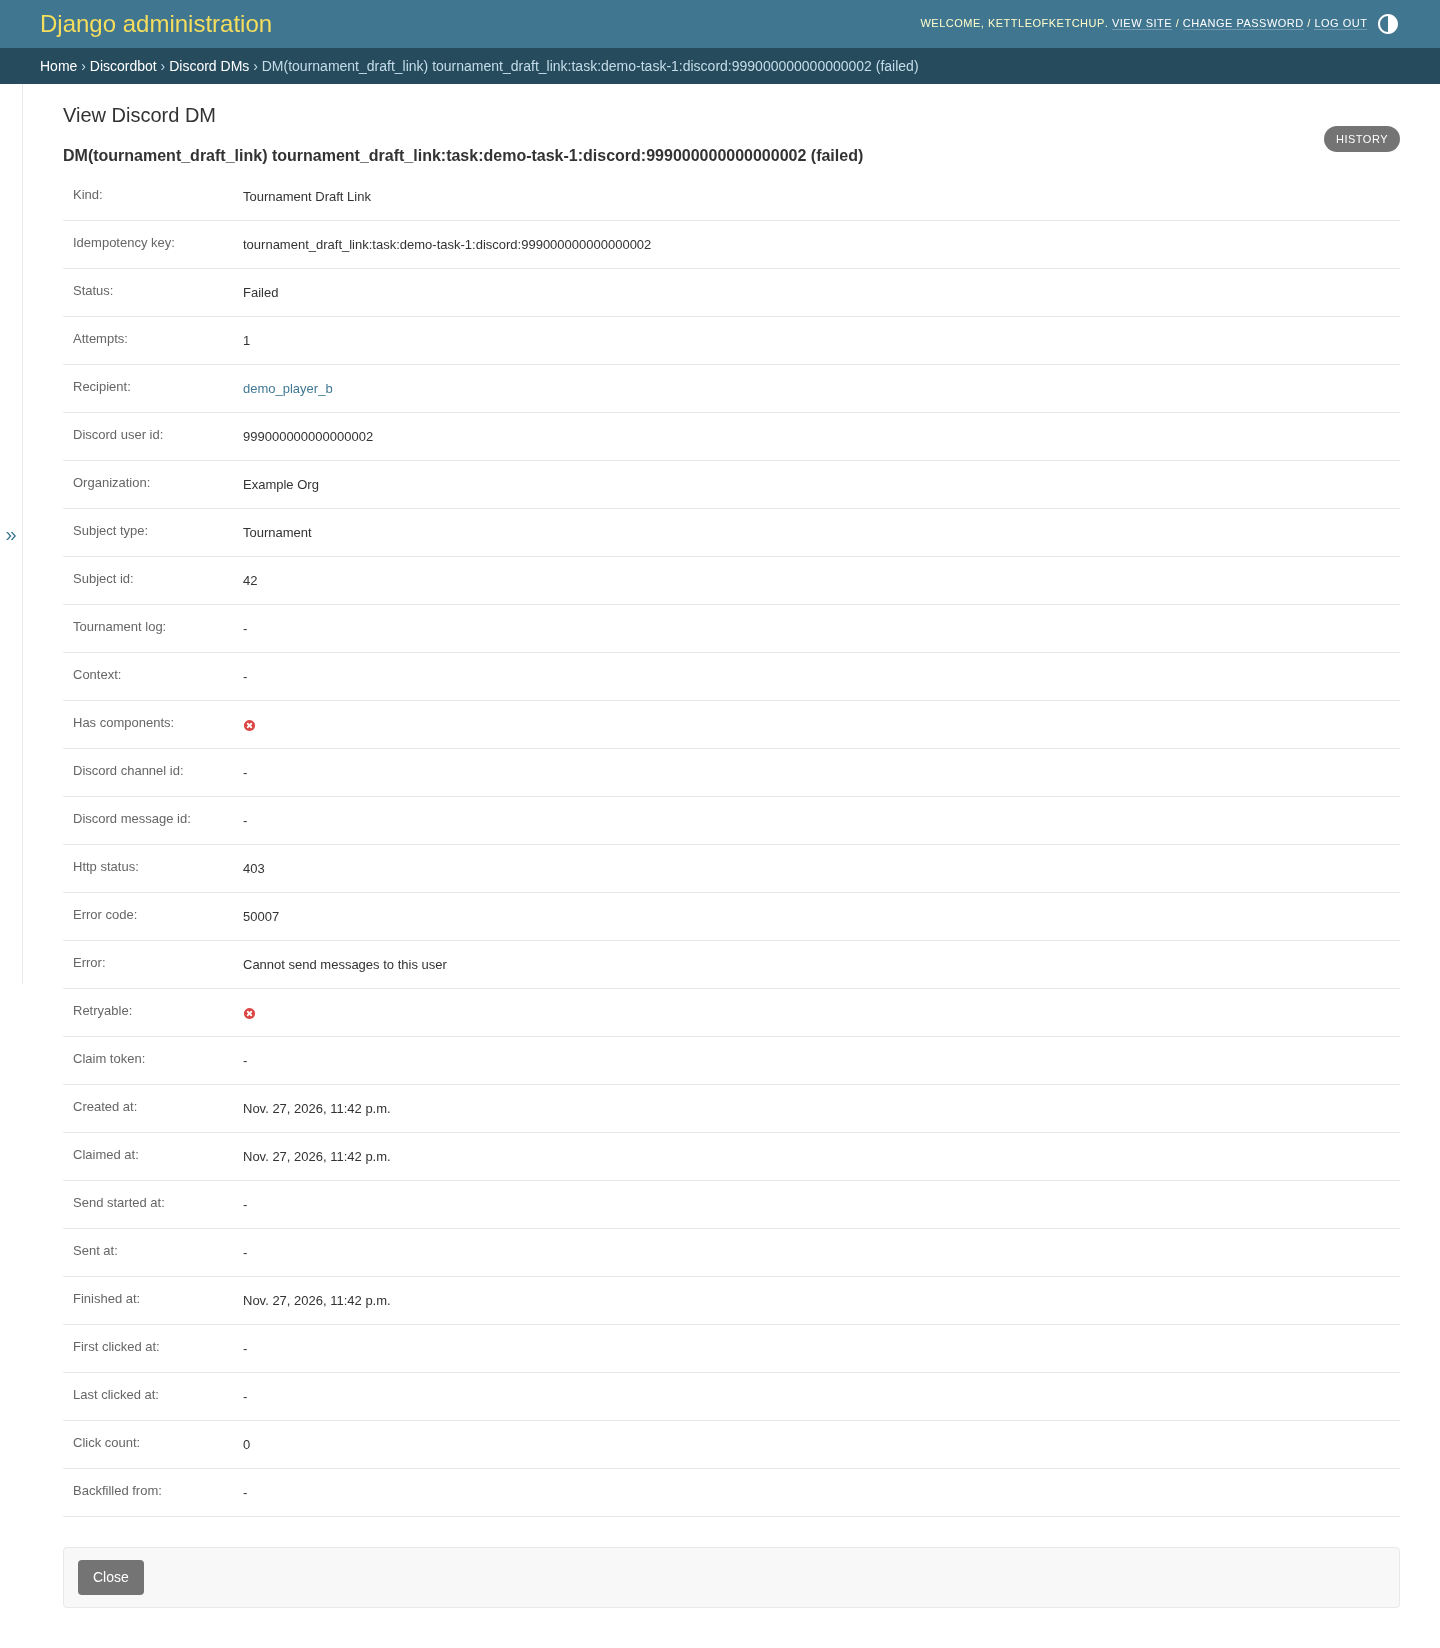 Django administration
WELCOME, KETTLEOFKETCHUP. VIEW SITE / CHANGE PASSWORD / LOG OUT
Home › Discordbot › Discord DMs › DM(tournament_draft_link) tournament_draft_link:task:demo-task-1:discord:999000000000000002 (failed)
»
View Discord DM
HISTORY
DM(tournament_draft_link) tournament_draft_link:task:demo-task-1:discord:999000000000000002 (failed)
Kind: Tournament Draft Link
Idempotency key: tournament_draft_link:task:demo-task-1:discord:999000000000000002
Status: Failed
Attempts: 1
Recipient: demo_player_b
Discord user id: 999000000000000002
Organization: Example Org
Subject type: Tournament
Subject id: 42
Tournament log: -
Context: -
Has components:
Discord channel id: -
Discord message id: -
Http status: 403
Error code: 50007
Error: Cannot send messages to this user
Retryable:
Claim token: -
Created at: Nov. 27, 2026, 11:42 p.m.
Claimed at: Nov. 27, 2026, 11:42 p.m.
Send started at: -
Sent at: -
Finished at: Nov. 27, 2026, 11:42 p.m.
First clicked at: -
Last clicked at: -
Click count: 0
Backfilled from: -
Close